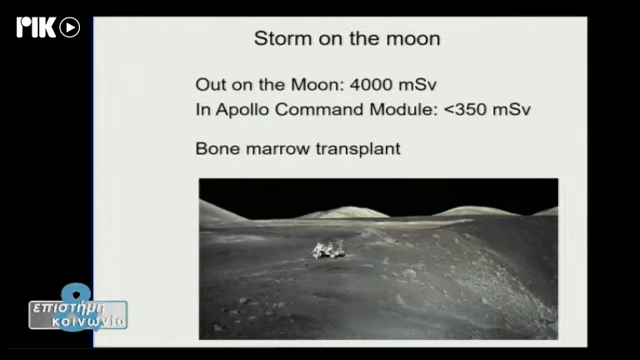 ΡΙΚ
Storm on the moon
Out on the Moon: 4000 mSv
In Apollo Command Module: <350 mSv
Bone marrow transplant
&
επιστήμη
κοινωνία